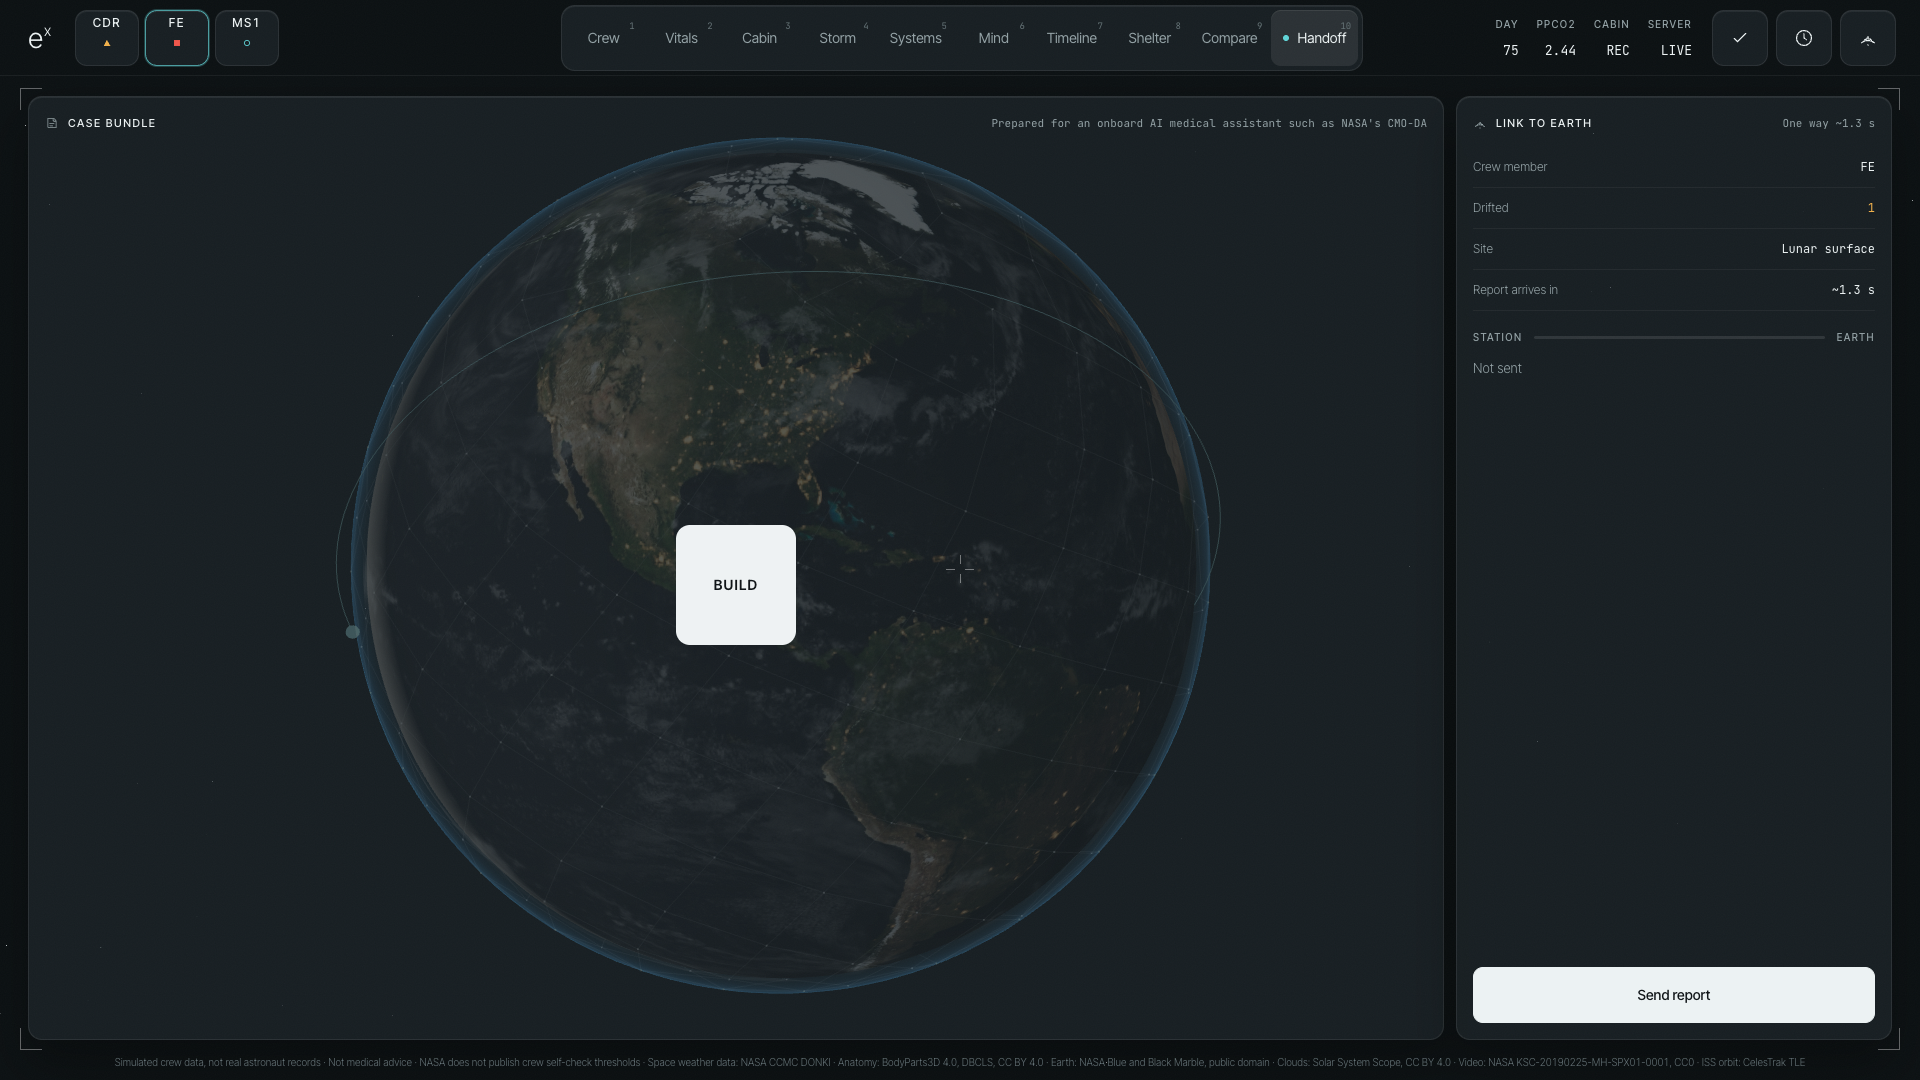 eX
CDR
FE
MS1
Crew 1
Vitals 2
Cabin 3
Storm 4
Systems 5
Mind 6
Timeline 7
Shelter 8
Compare 9
Handoff 10
DAY PPCO2 CABIN SERVER
75 2.44 REC LIVE
CASE BUNDLE
Prepared for an onboard AI medical assistant such as NASA's CMO-DA
BUILD
LINK TO EARTH
One way ~1.3 s
Crew member FE
Drifted 1
Site Lunar surface
Report arrives in ~1.3 s
STATION EARTH
Not sent
Send report
Simulated crew data, not real astronaut records · Not medical advice · NASA does not publish crew self-check thresholds · Space weather data: NASA CCMC DONKI · Anatomy: BodyParts3D 4.0, DBCLS, CC BY 4.0 · Earth: NASA Blue and Black Marble, public domain · Clouds: Solar System Scope, CC BY 4.0 · Video: NASA KSC-20190225-MH-SPX01-0001, CC0 · ISS orbit: CelesTrak TLE